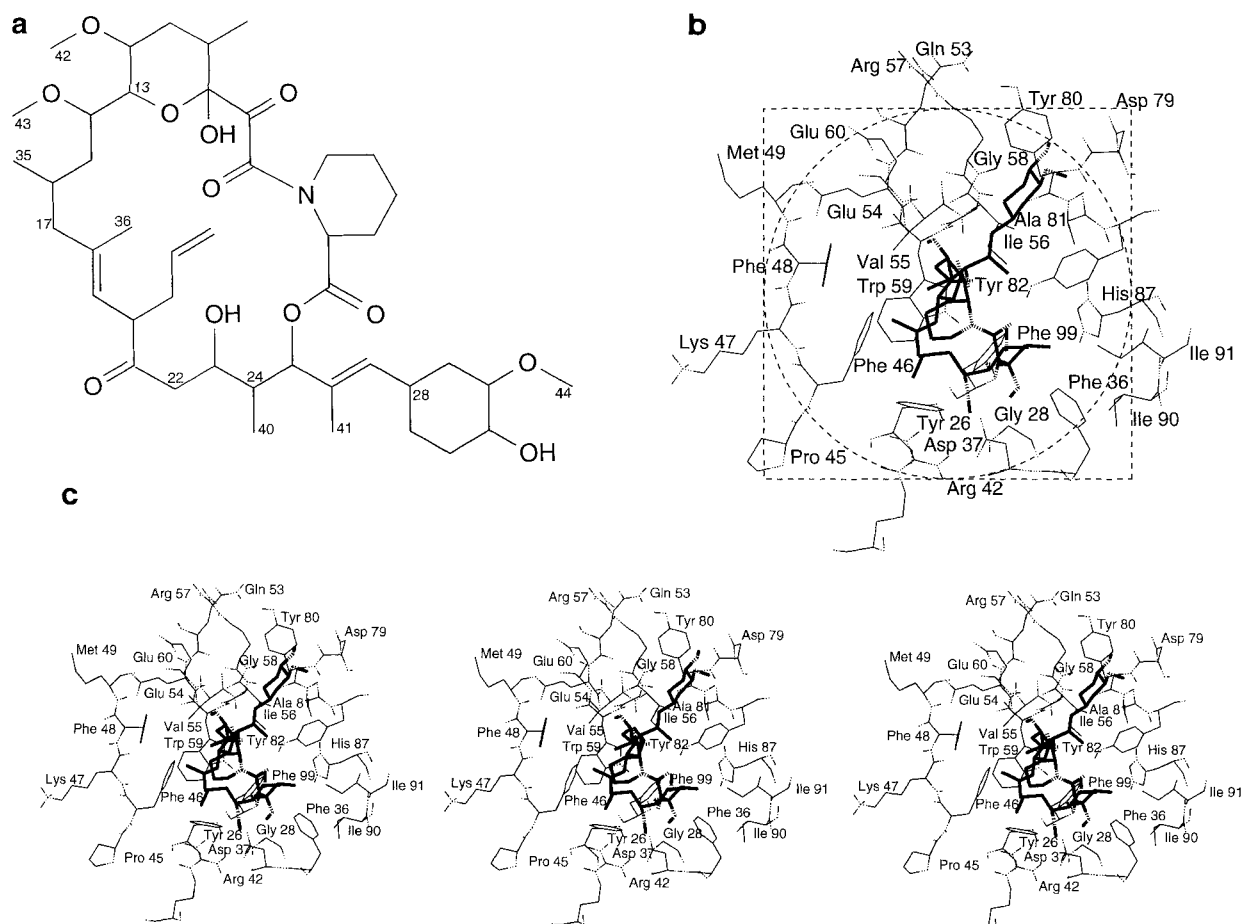 a
O
42
O
43
13
O
O
OH
35
O
N
17
36
OH
O
O
O
22
24
28
O
44
40
41
OH
b
Gln 53
Arg 57
Tyr 80
Asp 79
Glu 60
Met 49
Gly 58
Glu 54
Ala 81
Ile 56
Val 55
Phe 48
Trp 59
Tyr 82
His 87
Lys 47
Phe 99
Phe 46
Ile 91
Phe 36
Ile 90
Gly 28
Tyr 26
Asp 37
Pro 45
Arg 42
c
Arg 57
Gln 53
Tyr 80
Asp 79
Met 49
Glu 60
Gly 58
Glu 54
Ala 81
Ile 56
Val 55
Phe 48
Trp 59
Tyr 82
His 87
Lys 47
Phe 99
Ile 91
Phe 46
Phe 36
Ile 90
Tyr 26
Gly 28
Asp 37
Pro 45
Arg 42
Arg 57
Gln 53
Tyr 80
Asp 79
Met 49
Glu 60
Gly 58
Glu 54
Ala 81
Ile 56
Val 55
Phe 48
Trp 59
Tyr 82
His 87
Lys 47
Phe 99
Ile 91
Phe 46
Phe 36
Ile 90
Tyr 26
Gly 28
Asp 37
Pro 45
Arg 42
Arg 57
Gln 53
Tyr 80
Asp 79
Met 49
Glu 60
Gly 58
Glu 54
Ala 81
Ile 56
Val 55
Phe 48
Trp 59
Tyr 82
His 87
Lys 47
Phe 99
Ile 91
Phe 46
Phe 36
Ile 90
Tyr 26
Gly 28
Asp 37
Pro 45
Arg 42